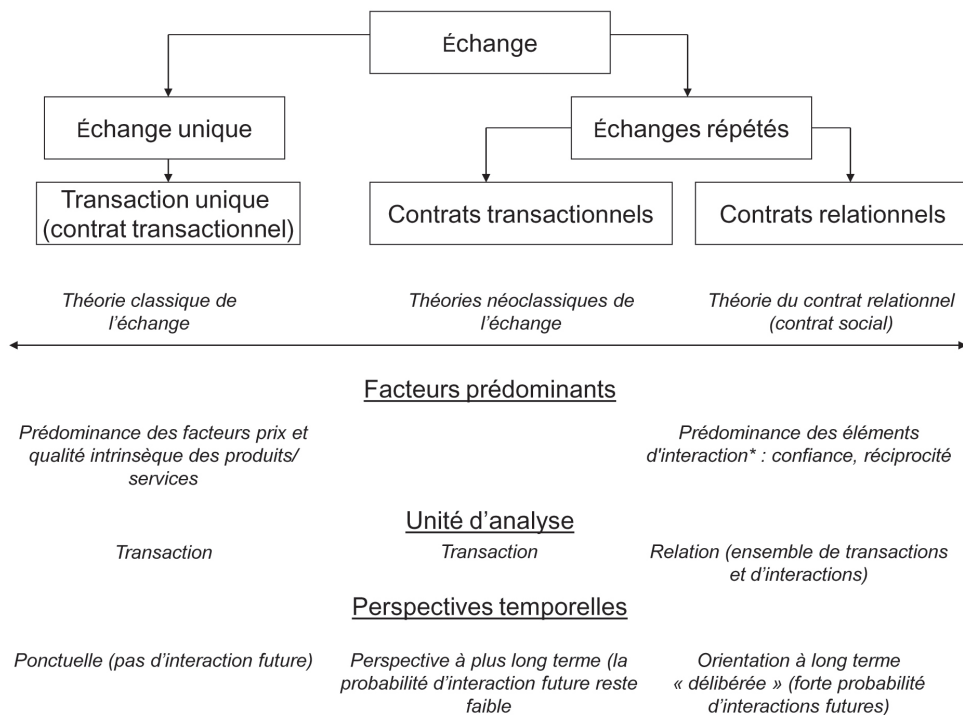 Échange
Échange unique
Échanges répétés
Transaction unique
(contrat transactionnel)
Contrats transactionnels
Contrats relationnels
Théorie classique de
l'échange
Théories néoclassiques de
l'échange
Théorie du contrat relationnel
(contrat social)
Facteurs prédominants
Prédominance des facteurs prix et
qualité intrinsèque des produits/
services
Prédominance des éléments
d'interaction* : confiance, réciprocité
Unité d'analyse
Transaction
Transaction
Relation (ensemble de transactions
et d'interactions)
Perspectives temporelles
Ponctuelle (pas d'interaction future)
Perspective à plus long terme (la
probabilité d'interaction future reste
faible
Orientation à long terme
« délibérée » (forte probabilité
d'interactions futures)